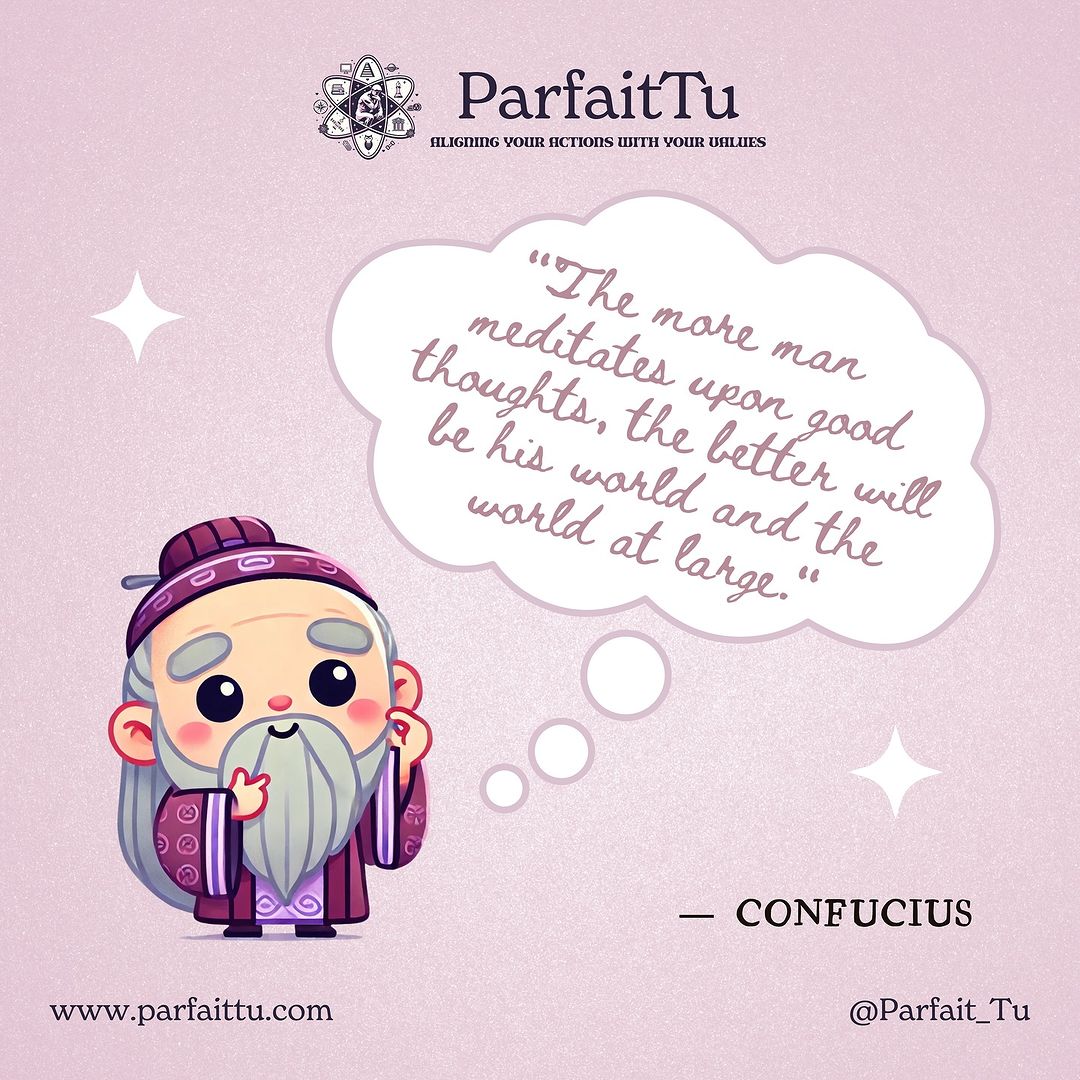 ParfaitTu
ALIGNING YOUR ACTIONS WITH YOUR VALUES
"The more man
meditates upon good
thoughts, the better will
be his world and the
world at large."
— CONFUCIUS
www.parfaittu.com
@Parfait_Tu